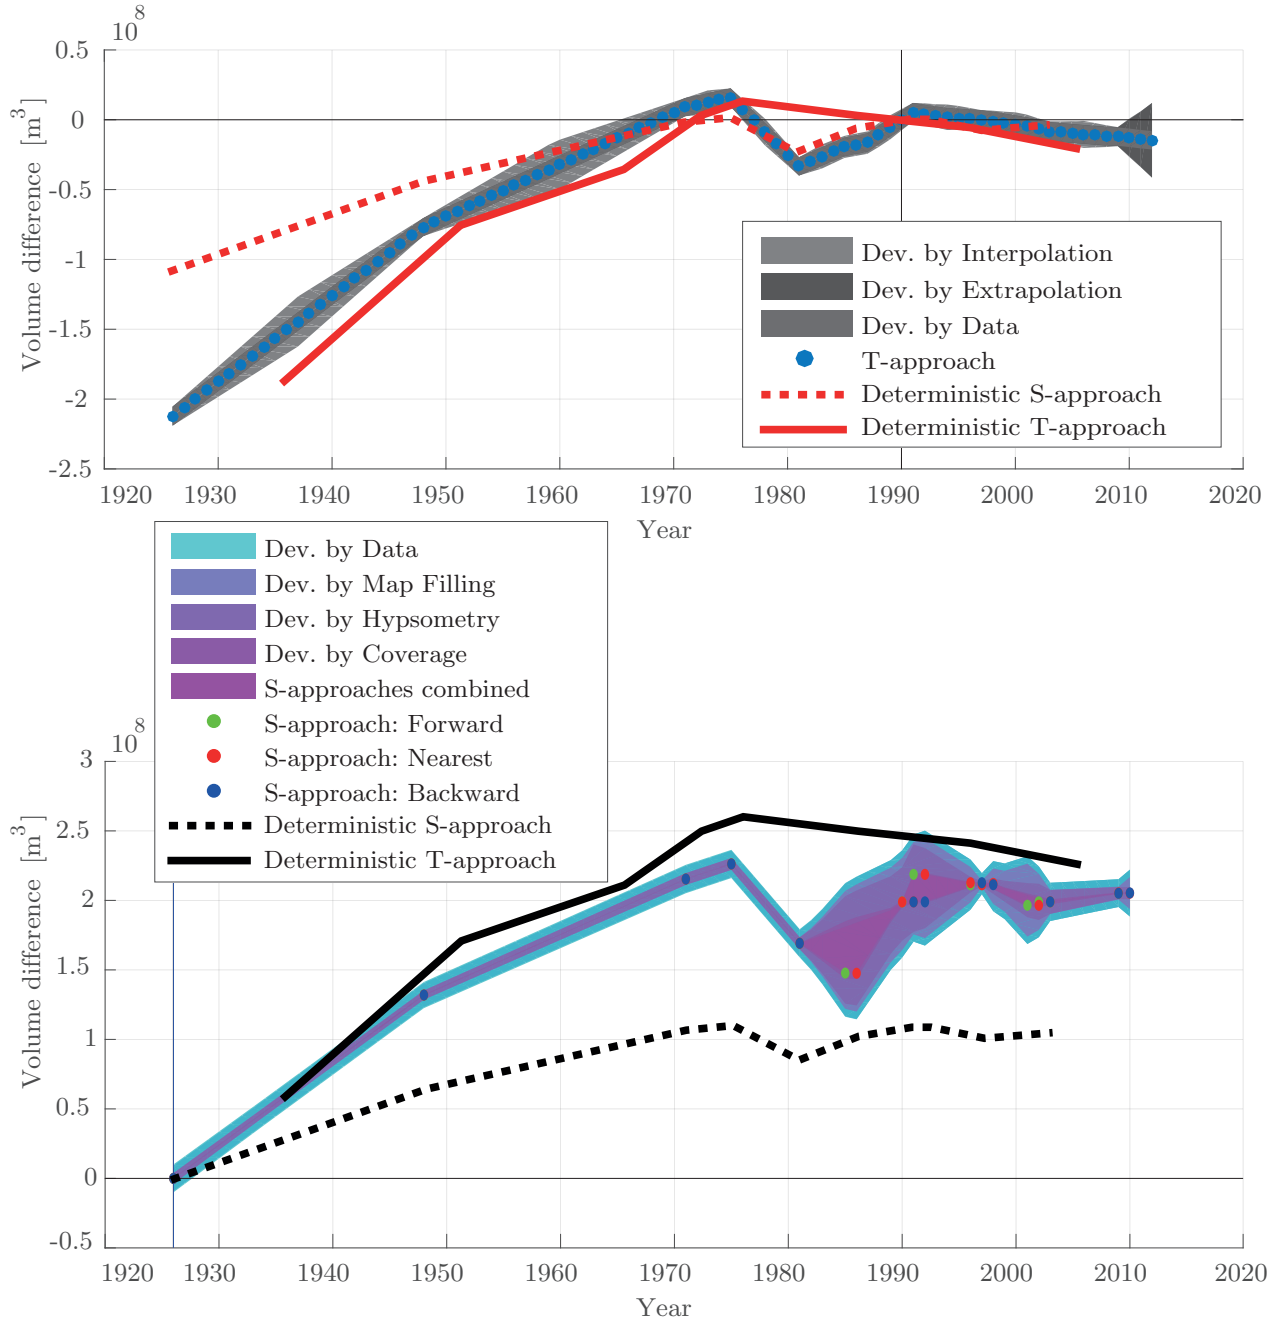 10^8
0.5
0
-0.5
-1
-1.5
-2
-2.5
Volume difference [m^3]
1920 1930 1940 1950 1960 1970 1980 1990 2000 2010 2020
Year
Dev. by Interpolation
Dev. by Extrapolation
Dev. by Data
T-approach
Deterministic S-approach
Deterministic T-approach
Dev. by Data
Dev. by Map Filling
Dev. by Hypsometry
Dev. by Coverage
S-approaches combined
S-approach: Forward
S-approach: Nearest
S-approach: Backward
Deterministic S-approach
Deterministic T-approach
10^8
3
2.5
2
1.5
1
0.5
0
-0.5
Volume difference [m^3]
1920 1930 1940 1950 1960 1970 1980 1990 2000 2010 2020
Year